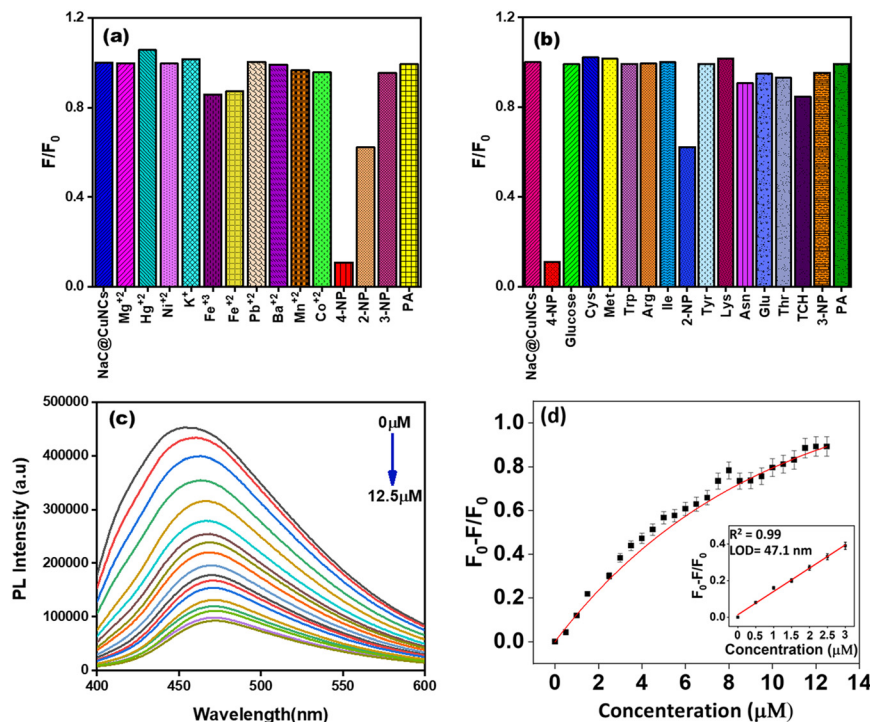 (a)
F/F0
1.2
0.8
0.4
0.0
NaC@CuNCs
Mg+2
Hg+2
Ni+2
K+
Fe+3
Fe+2
Pb+2
Ba+2
Mn+2
Co+2
4-NP
2-NP
3-NP
PA
(b)
F/F0
1.2
0.8
0.4
0.0
NaC@CuNCs
4-NP
Glucose
Cys
Met
Trp
Arg
Ile
2-NP
Tyr
Lys
Asn
Glu
Thr
TCH
3-NP
PA
(c)
PL Intensity (a.u)
500000
400000
300000
200000
100000
0
0μM
12.5μM
400 450 500 550 600
Wavelength(nm)
(d)
F0-F/F0
1.0
0.8
0.6
0.4
0.2
0.0
R2 = 0.99
LOD= 47.1 nm
F0-F/F0
0.4
0.2
0.0
0 0.5 1 1.5 2 2.5 3
Concentration (μM)
0 2 4 6 8 10 12 14
Concenteration (μM)